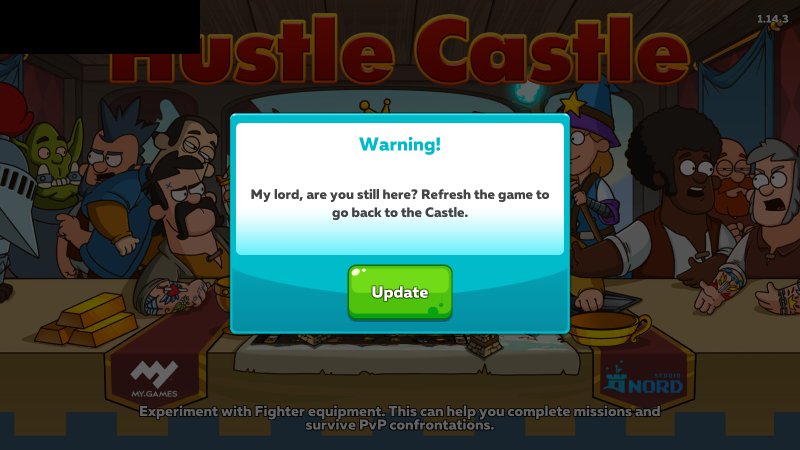 1.14.3
Hustle Castle
Warning!
My lord, are you still here? Refresh the game to
go back to the Castle.
Update
MY.GAMES
STUDIO
NORD
Experiment with Fighter equipment. This can help you complete missions and
survive PvP confrontations.